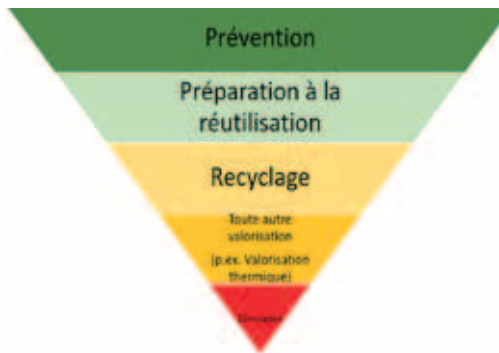 Prévention
Préparation à la
réutilisation
Recyclage
Toute autre
valorisation
(p.ex. Valorisation
thermique)